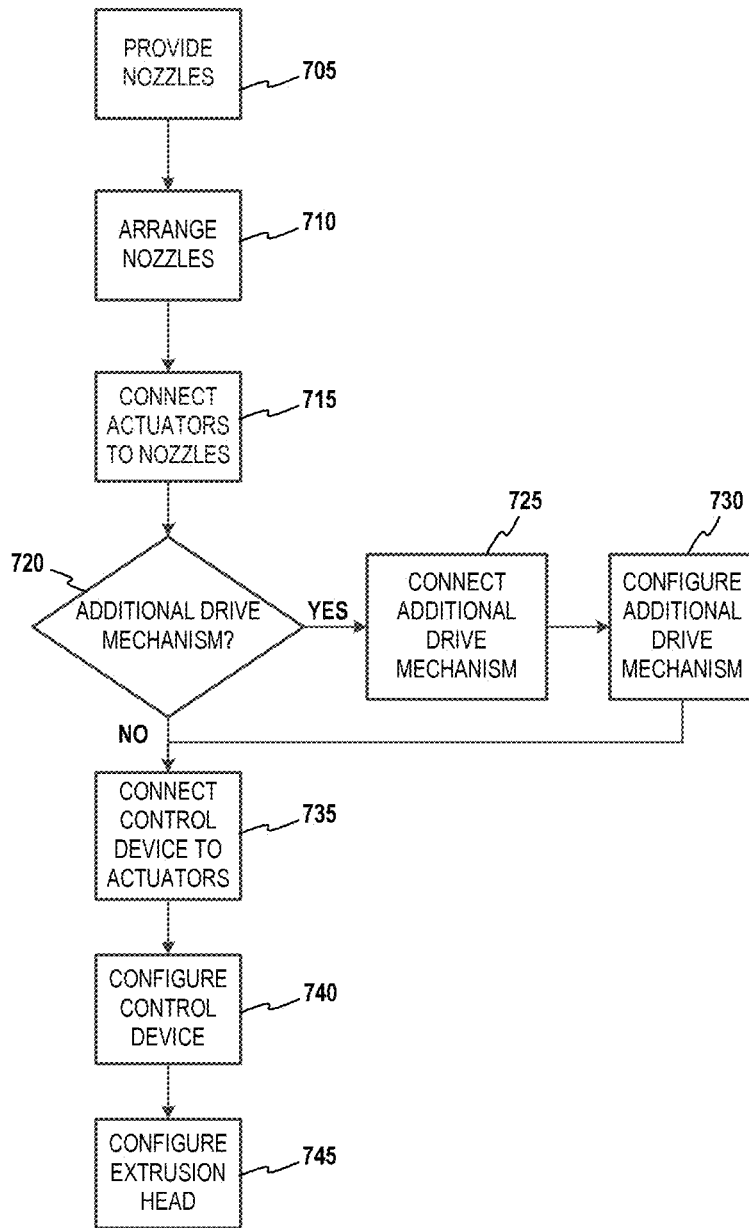 PROVIDE
NOZZLES
705
ARRANGE
NOZZLES
710
CONNECT
ACTUATORS
TO NOZZLES
715
720
ADDITIONAL DRIVE
MECHANISM?
YES
NO
725
CONNECT
ADDITIONAL
DRIVE
MECHANISM
730
CONFIGURE
ADDITIONAL
DRIVE
MECHANISM
CONNECT
CONTROL
DEVICE TO
ACTUATORS
735
CONFIGURE
CONTROL
DEVICE
740
CONFIGURE
EXTRUSION
HEAD
745